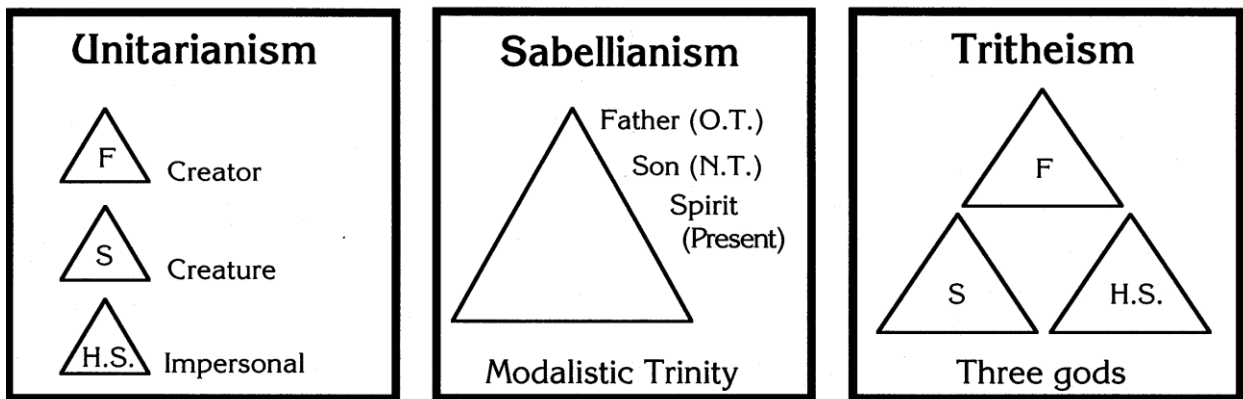 Unitarianism
F
Creator
S
Creature
H.S.
Impersonal
Sabellianism
Father (O.T.)
Son (N.T.)
Spirit
(Present)
Modalistic Trinity
Tritheism
F
S
H.S.
Three gods